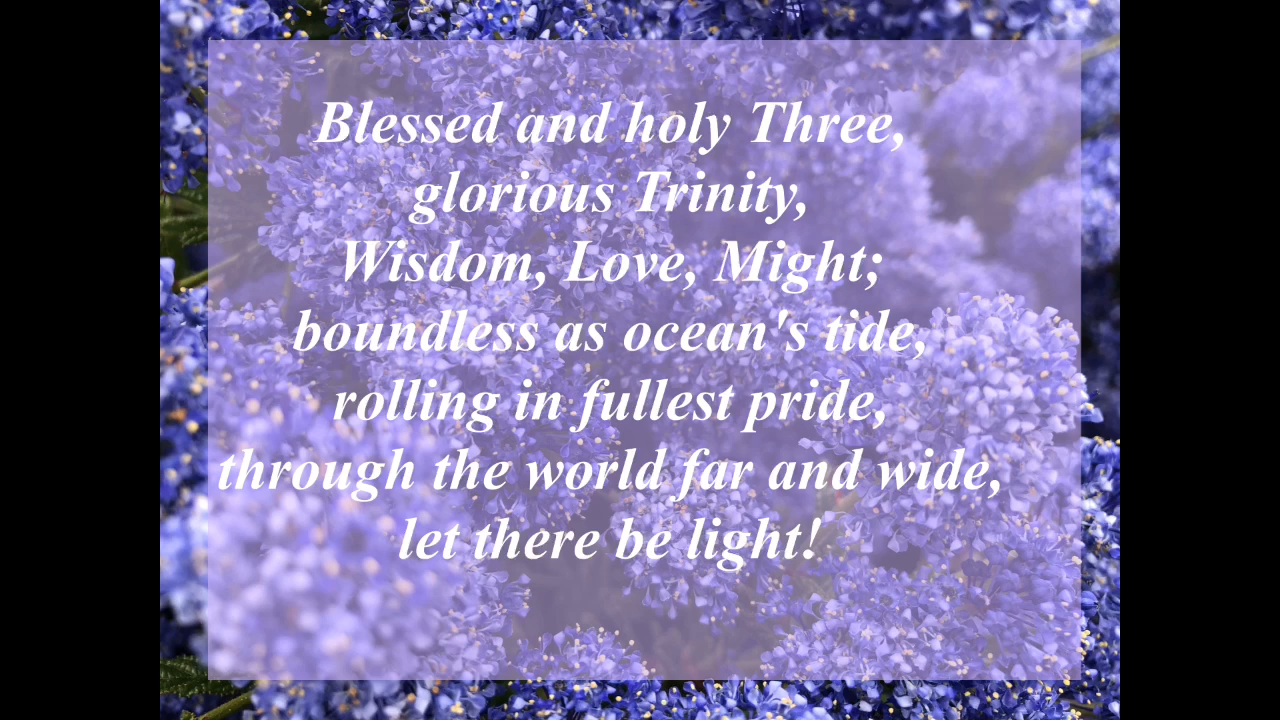 Blessed and holy Three,
glorious Trinity,
Wisdom, Love, Might;
boundless as ocean's tide,
rolling in fullest pride,
through the world far and wide,
let there be light!